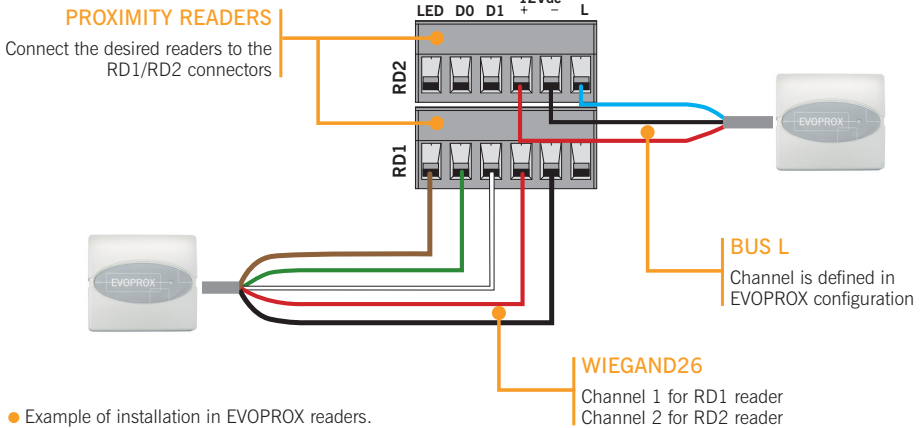 12Vdc
LED D0 D1 + − L
PROXIMITY READERS
Connect the desired readers to the
RD1/RD2 connectors
RD2
RD1
EVOPROX
EVOPROX
BUS L
Channel is defined in
EVOPROX configuration
WIEGAND26
Channel 1 for RD1 reader
Channel 2 for RD2 reader
Example of installation in EVOPROX readers.